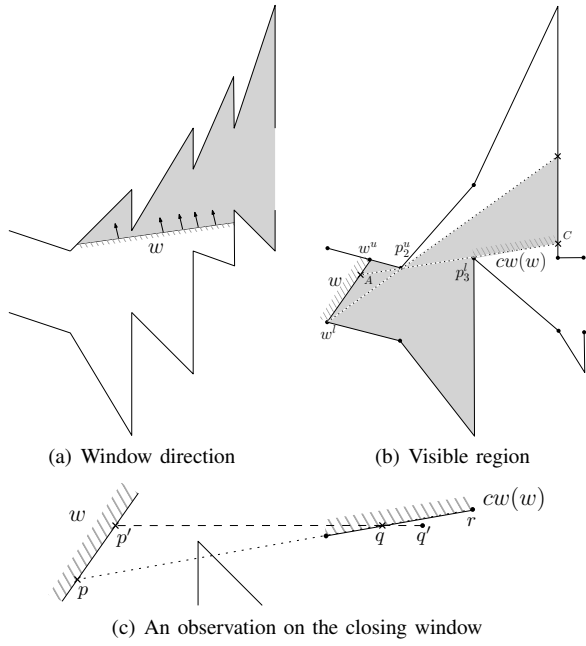 w
(a) Window direction
w^u
p_2^u
C
w
A
cw(w)
p_3^l
w^l
(b) Visible region
w
p'
p
cw(w)
q
q'
r
(c) An observation on the closing window